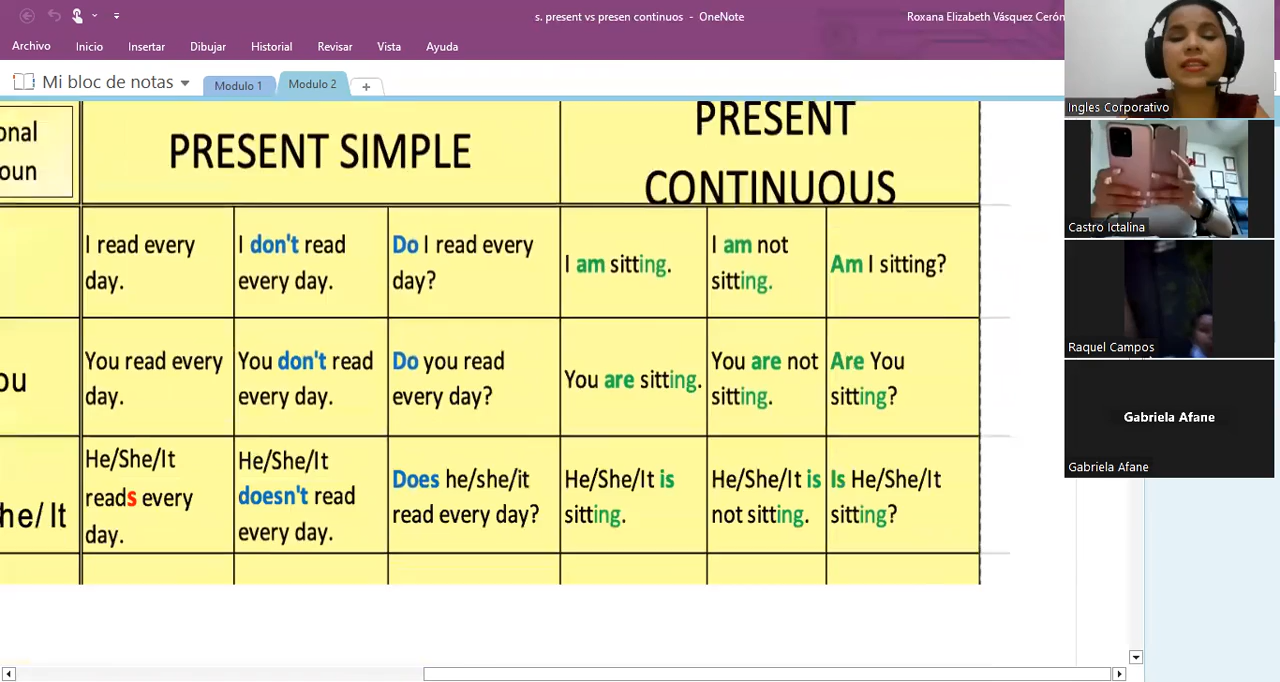 s. present vs presen continuos - OneNote
Roxana Elizabeth Vásquez Cerón
Archivo Inicio Insertar Dibujar Historial Revisar Vista Ayuda
Mi bloc de notas Modulo 1 Modulo 2 +
onal
oun
PRESENT SIMPLE
PRESENT
CONTINUOUS
I read every
day.
I don't read
every day.
Do I read every
day?
I am sitting.
I am not
sitting.
Am I sitting?
ou
You read every
day.
You don't read
every day.
Do you read
every day?
You are sitting.
You are not
sitting.
Are You
sitting?
he/ It
He/She/It
reads every
day.
He/She/It
doesn't read
every day.
Does he/she/it
read every day?
He/She/It is
sitting.
He/She/It is
not sitting.
Is He/She/It
sitting?
Ingles Corporativo
Castro Ictalina
Raquel Campos
Gabriela Afane
Gabriela Afane